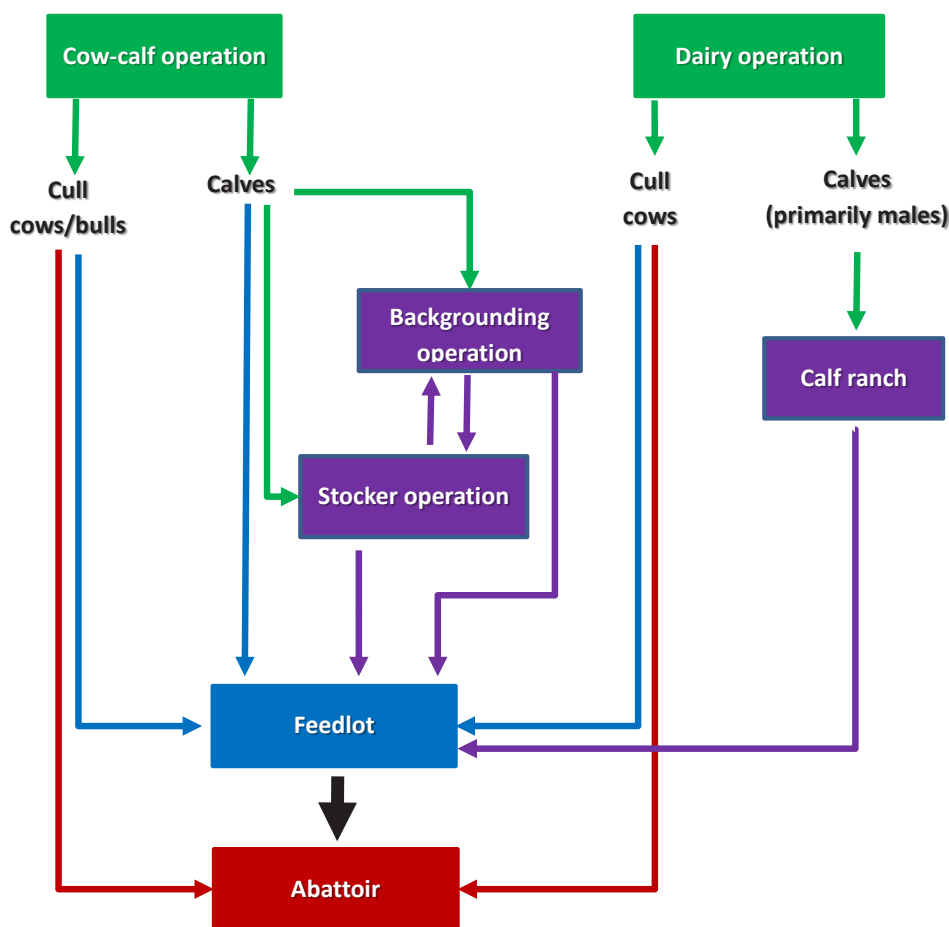 Cow-calf operation
Dairy operation
Cull
cows/bulls
Calves
Cull
cows
Calves
(primarily males)
Backgrounding
operation
Calf ranch
Stocker operation
Feedlot
Abattoir